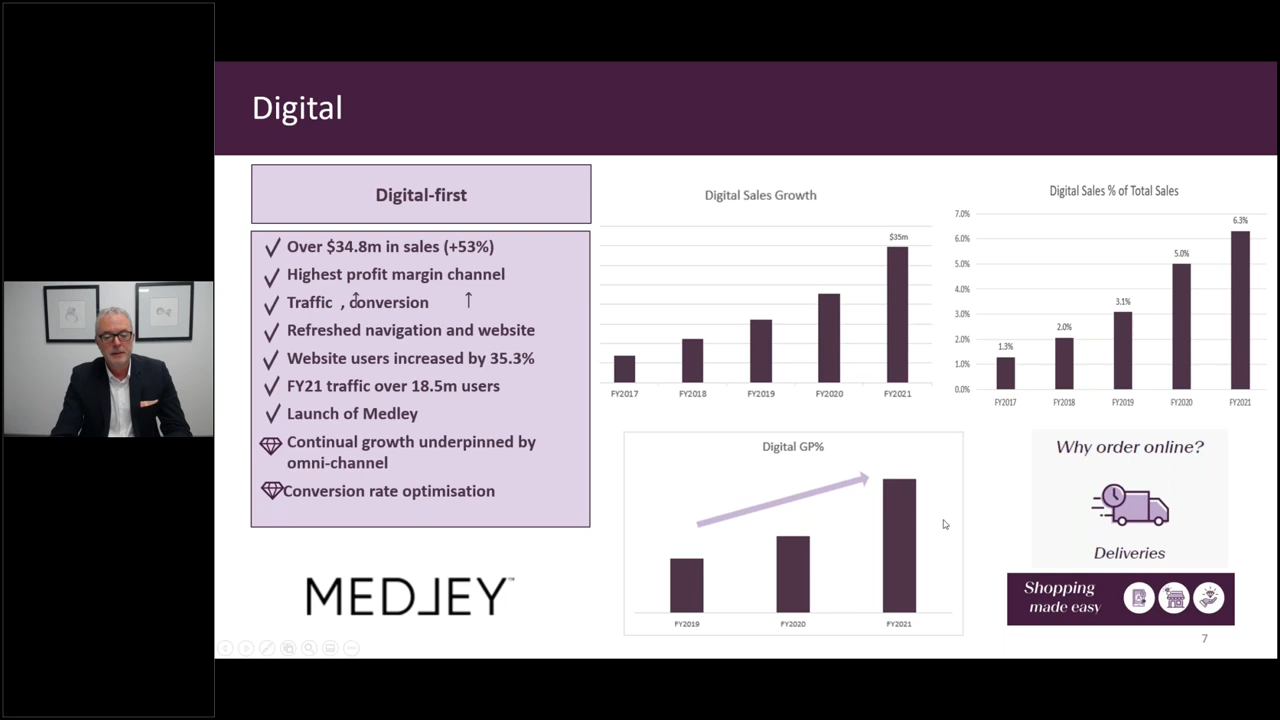 Digital
Digital-first
Over $34.8m in sales (+53%)
Highest profit margin channel
Traffic ↑, conversion ↑
Refreshed navigation and website
Website users increased by 35.3%
FY21 traffic over 18.5m users
Launch of Medley
Continual growth underpinned by
omni-channel
Conversion rate optimisation
MEDLEY™
Digital Sales Growth
$35m
FY2017 FY2018 FY2019 FY2020 FY2021
Digital Sales % of Total Sales
7.0%
6.0%
5.0%
4.0%
3.0%
2.0%
1.0%
0.0%
1.3% 2.0% 3.1% 5.0% 6.3%
FY2017 FY2018 FY2019 FY2020 FY2021
Digital GP%
FY2019 FY2020 FY2021
Why order online?
Deliveries
Shopping
made easy
7